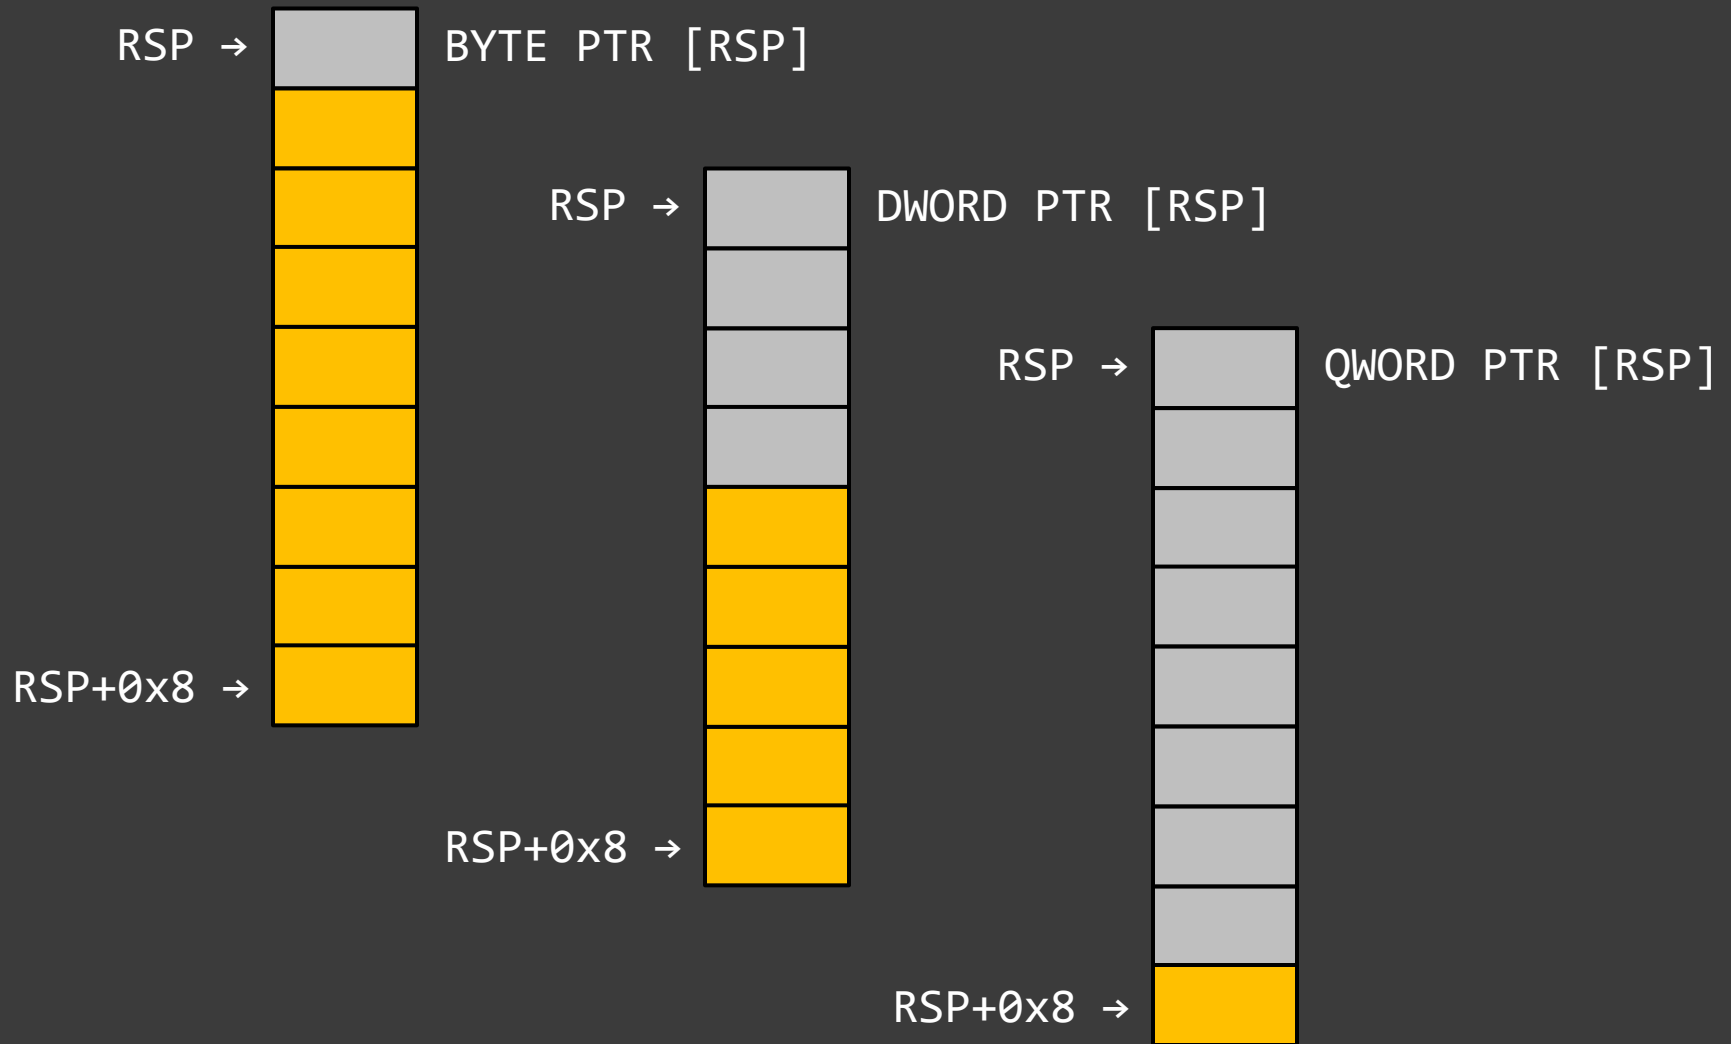 RSP → BYTE PTR [RSP]
RSP+0x8 →
RSP → DWORD PTR [RSP]
RSP+0x8 →
RSP → QWORD PTR [RSP]
RSP+0x8 →